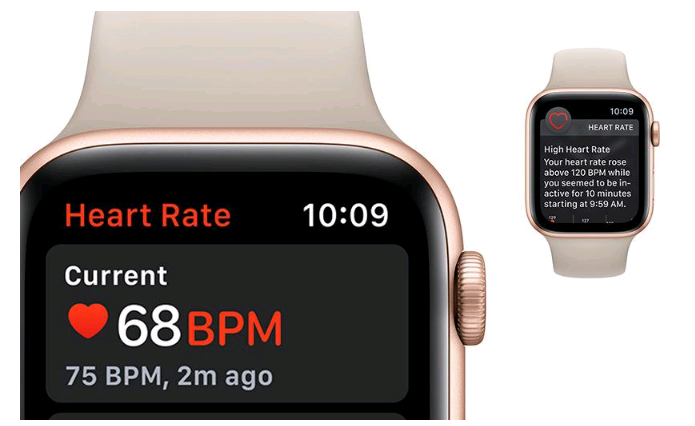 Heart Rate 10:09
Current
68 BPM
75 BPM, 2m ago
10:09
HEART RATE
High Heart Rate
Your heart rate rose
above 120 BPM while
you seemed to be in-
active for 10 minutes
starting at 9:59 AM.